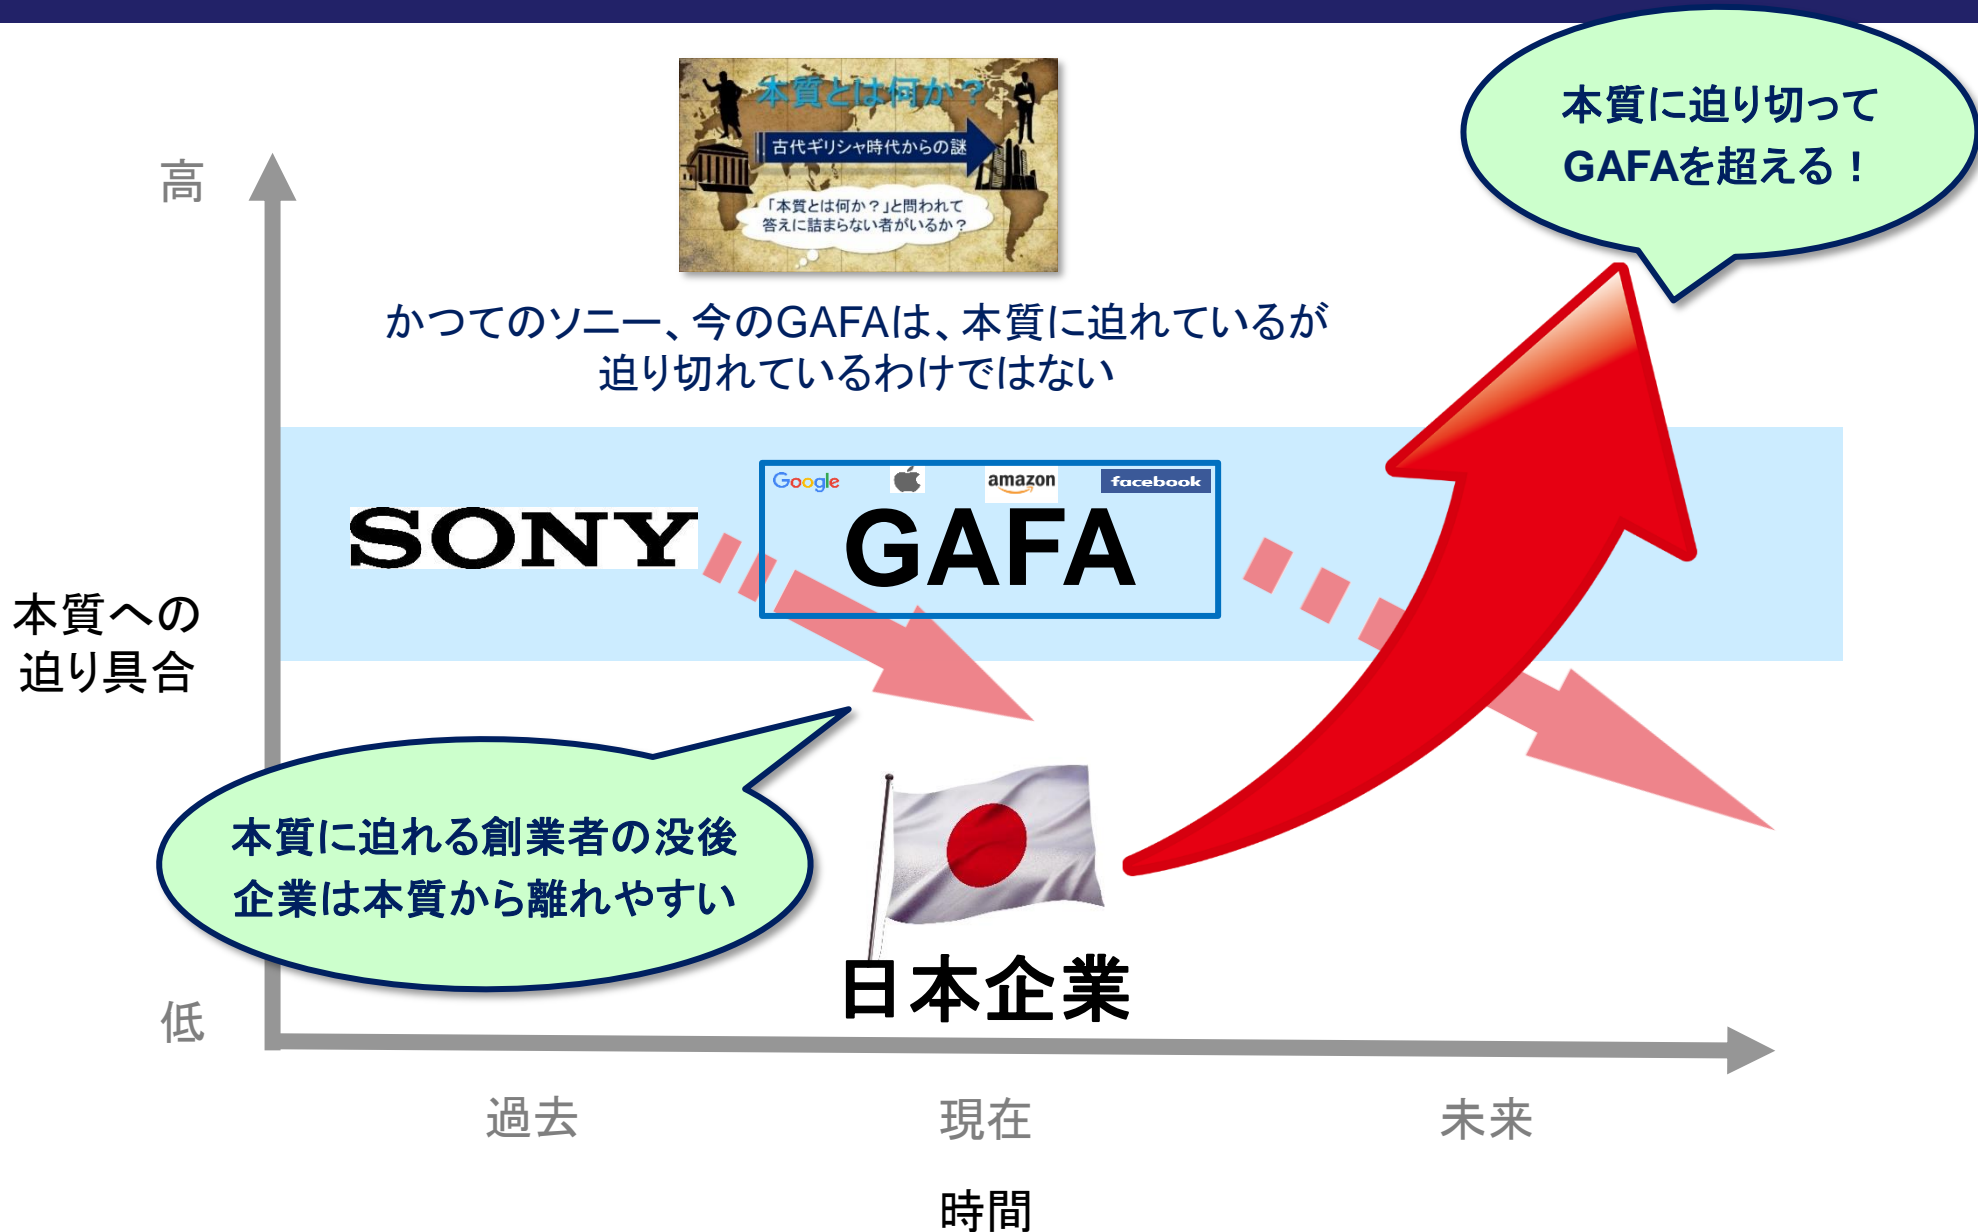 本質に迫り切って
GAFAを超える！
本質とは何か？
古代ギリシャ時代からの謎
「本質とは何か？」と問われて
答えに詰まらない者がいるか？
高
かつてのソニー、今のGAFAは、本質に迫れているが
迫り切れているわけではない
Google
amazon
facebook
SONY
GAFA
本質への
迫り具合
本質に迫れる創業者の没後
企業は本質から離れやすい
日本企業
低
過去
現在
未来
時間